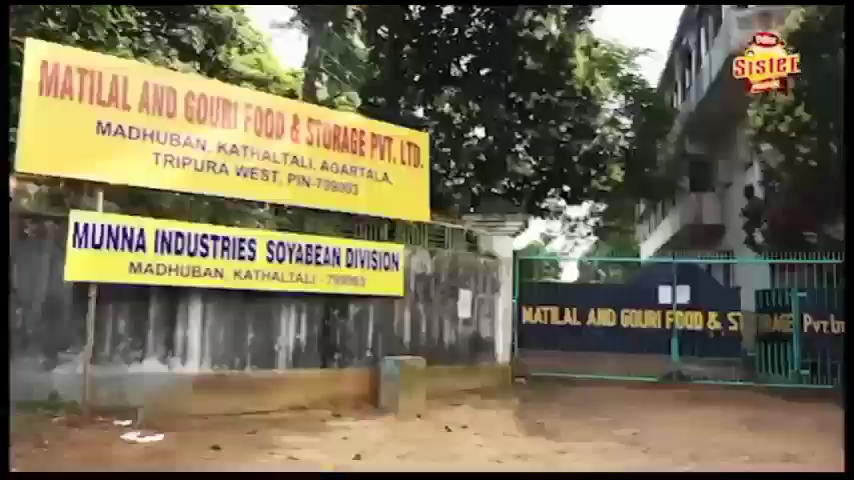 MATILAL AND GOURI FOOD & STORAGE PVT. LTD.
MADHUBAN, KATHALTALI, AGARTALA,
TRIPURA WEST, PIN-799003
MUNNA INDUSTRIES SOYABEAN DIVISION
MADHUBAN, KATHALTALI - 799003
MATILAL AND GOURI FOOD & STORAGE Pvt.
Sister